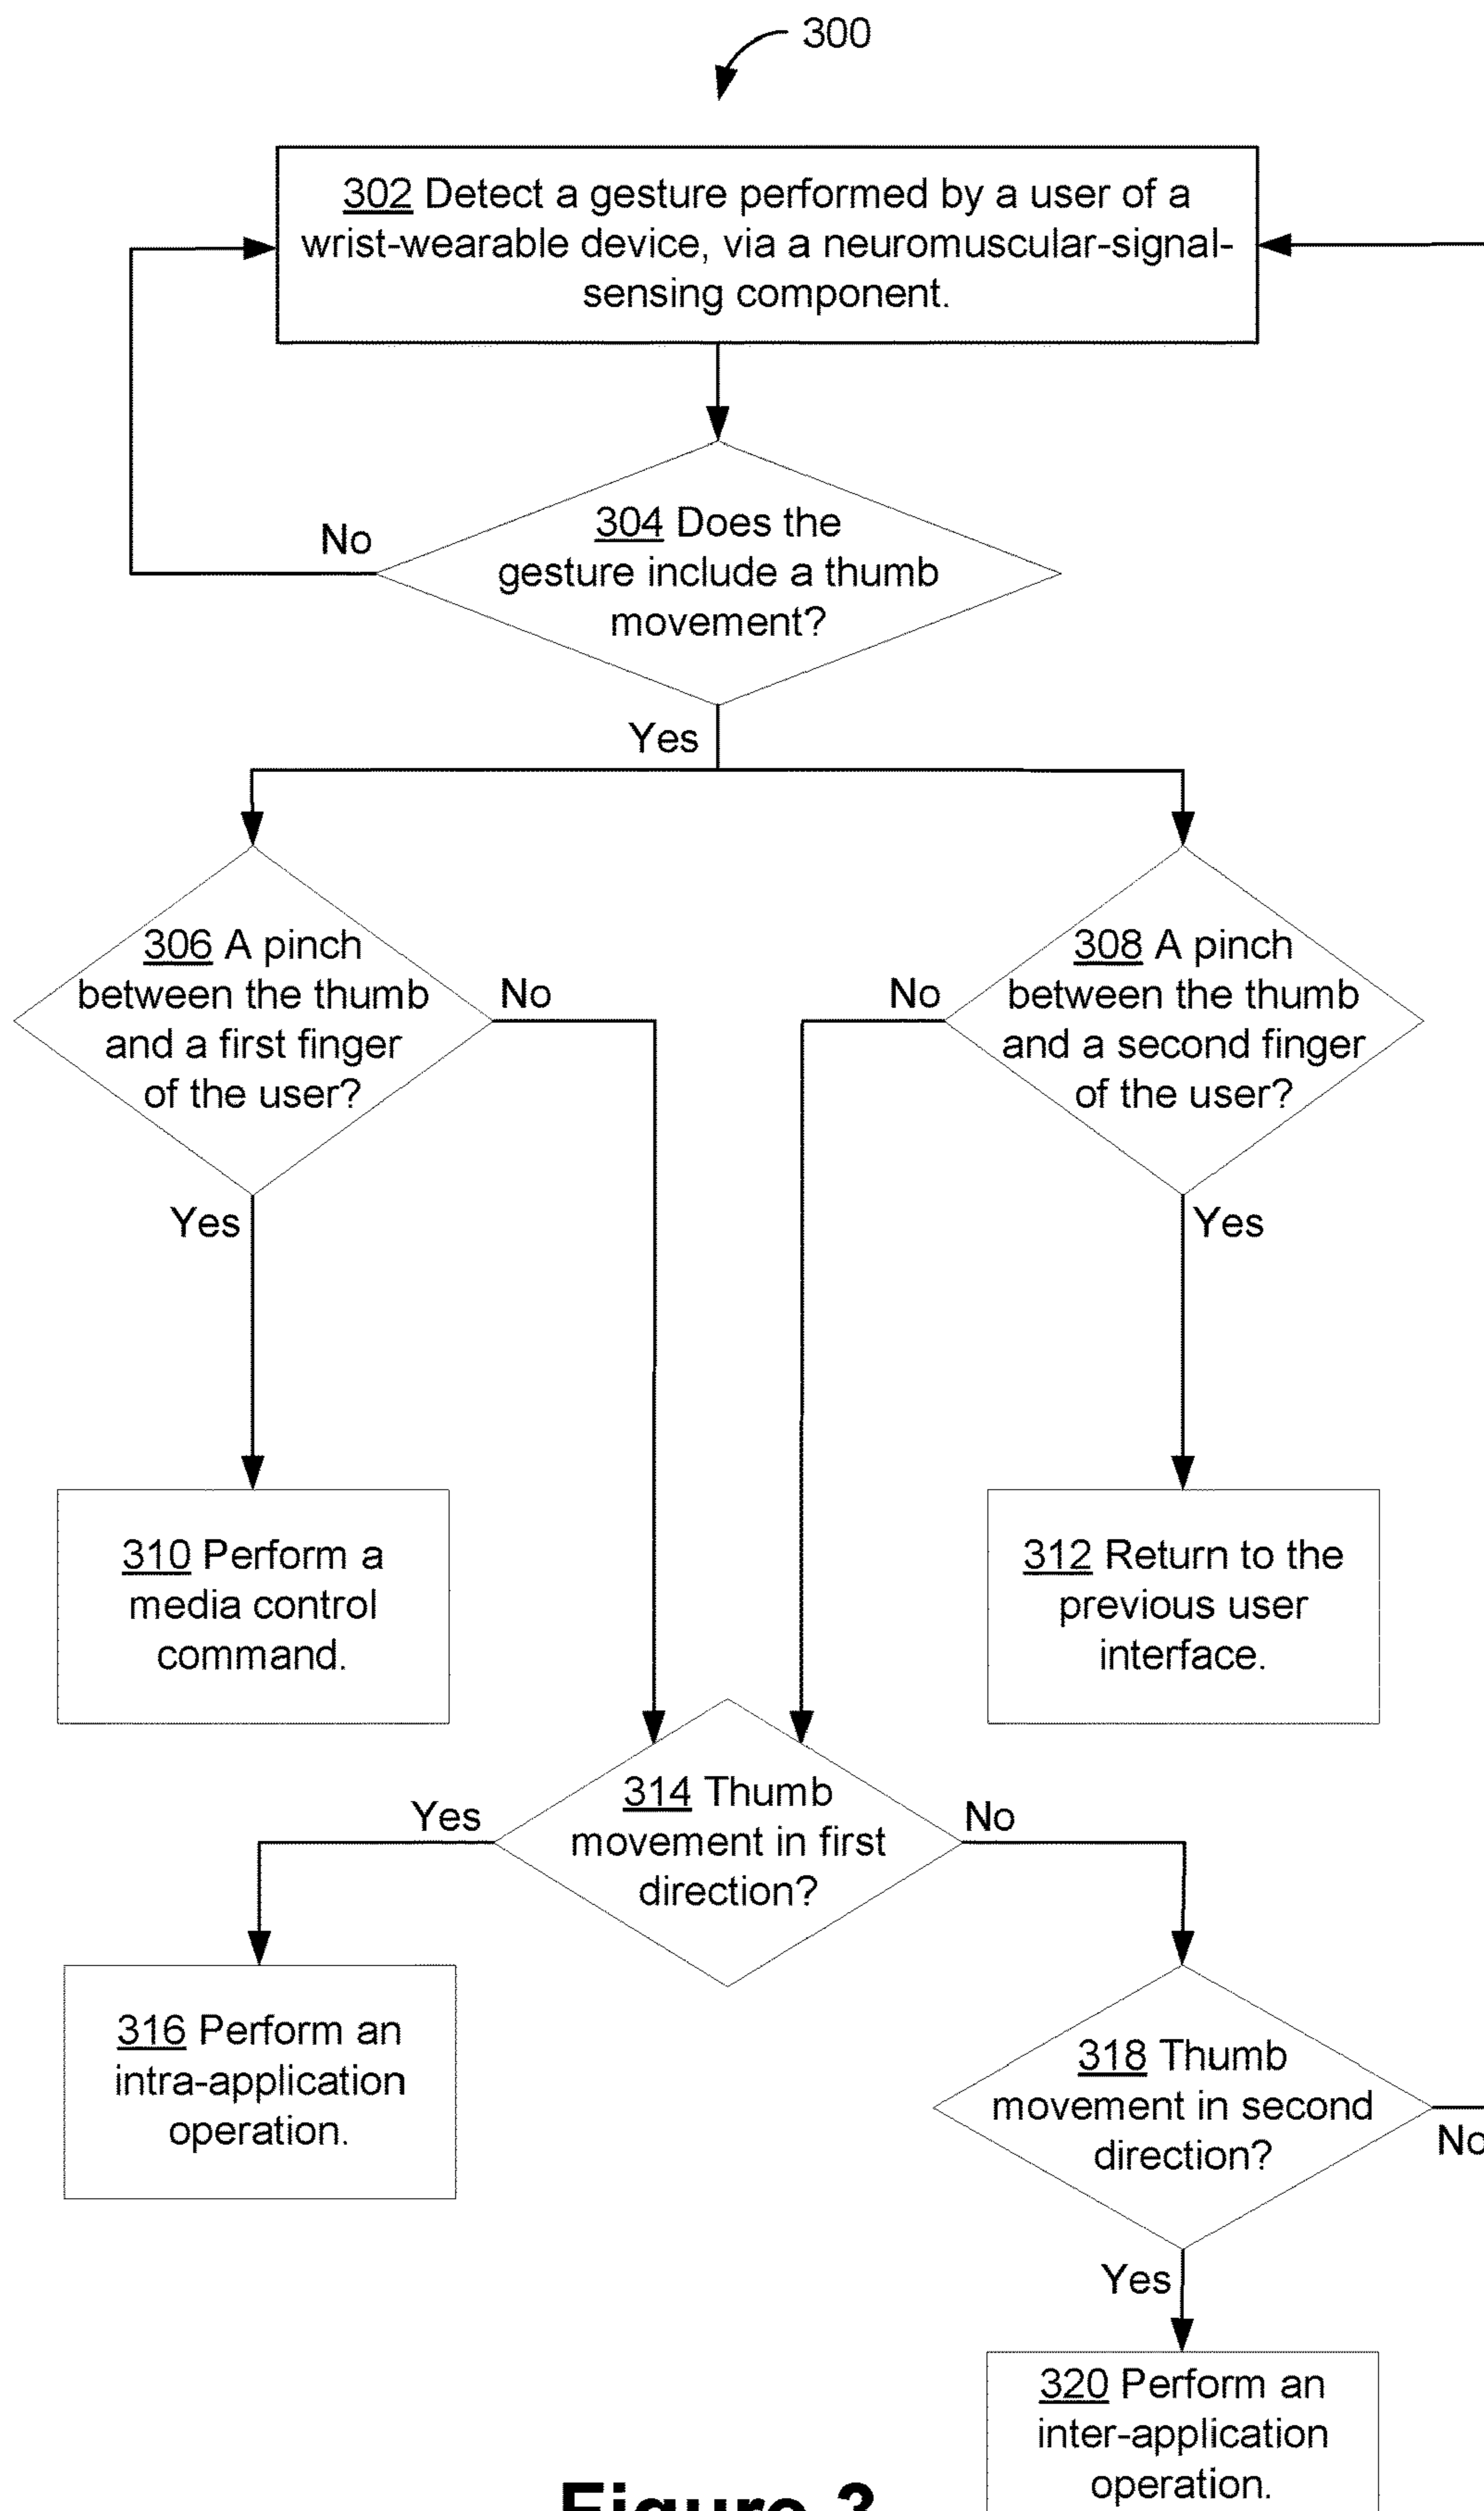 300
302 Detect a gesture performed by a user of a
wrist-wearable device, via a neuromuscular-signal-
sensing component.
304 Does the
gesture include a thumb
movement?
No
Yes
306 A pinch
between the thumb
and a first finger
of the user?
No
Yes
308 A pinch
between the thumb
and a second finger
of the user?
No
Yes
310 Perform a
media control
command.
312 Return to the
previous user
interface.
314 Thumb
movement in first
direction?
Yes
No
316 Perform an
intra-application
operation.
318 Thumb
movement in second
direction?
No
Yes
320 Perform an
inter-application
operation.
Figure 3